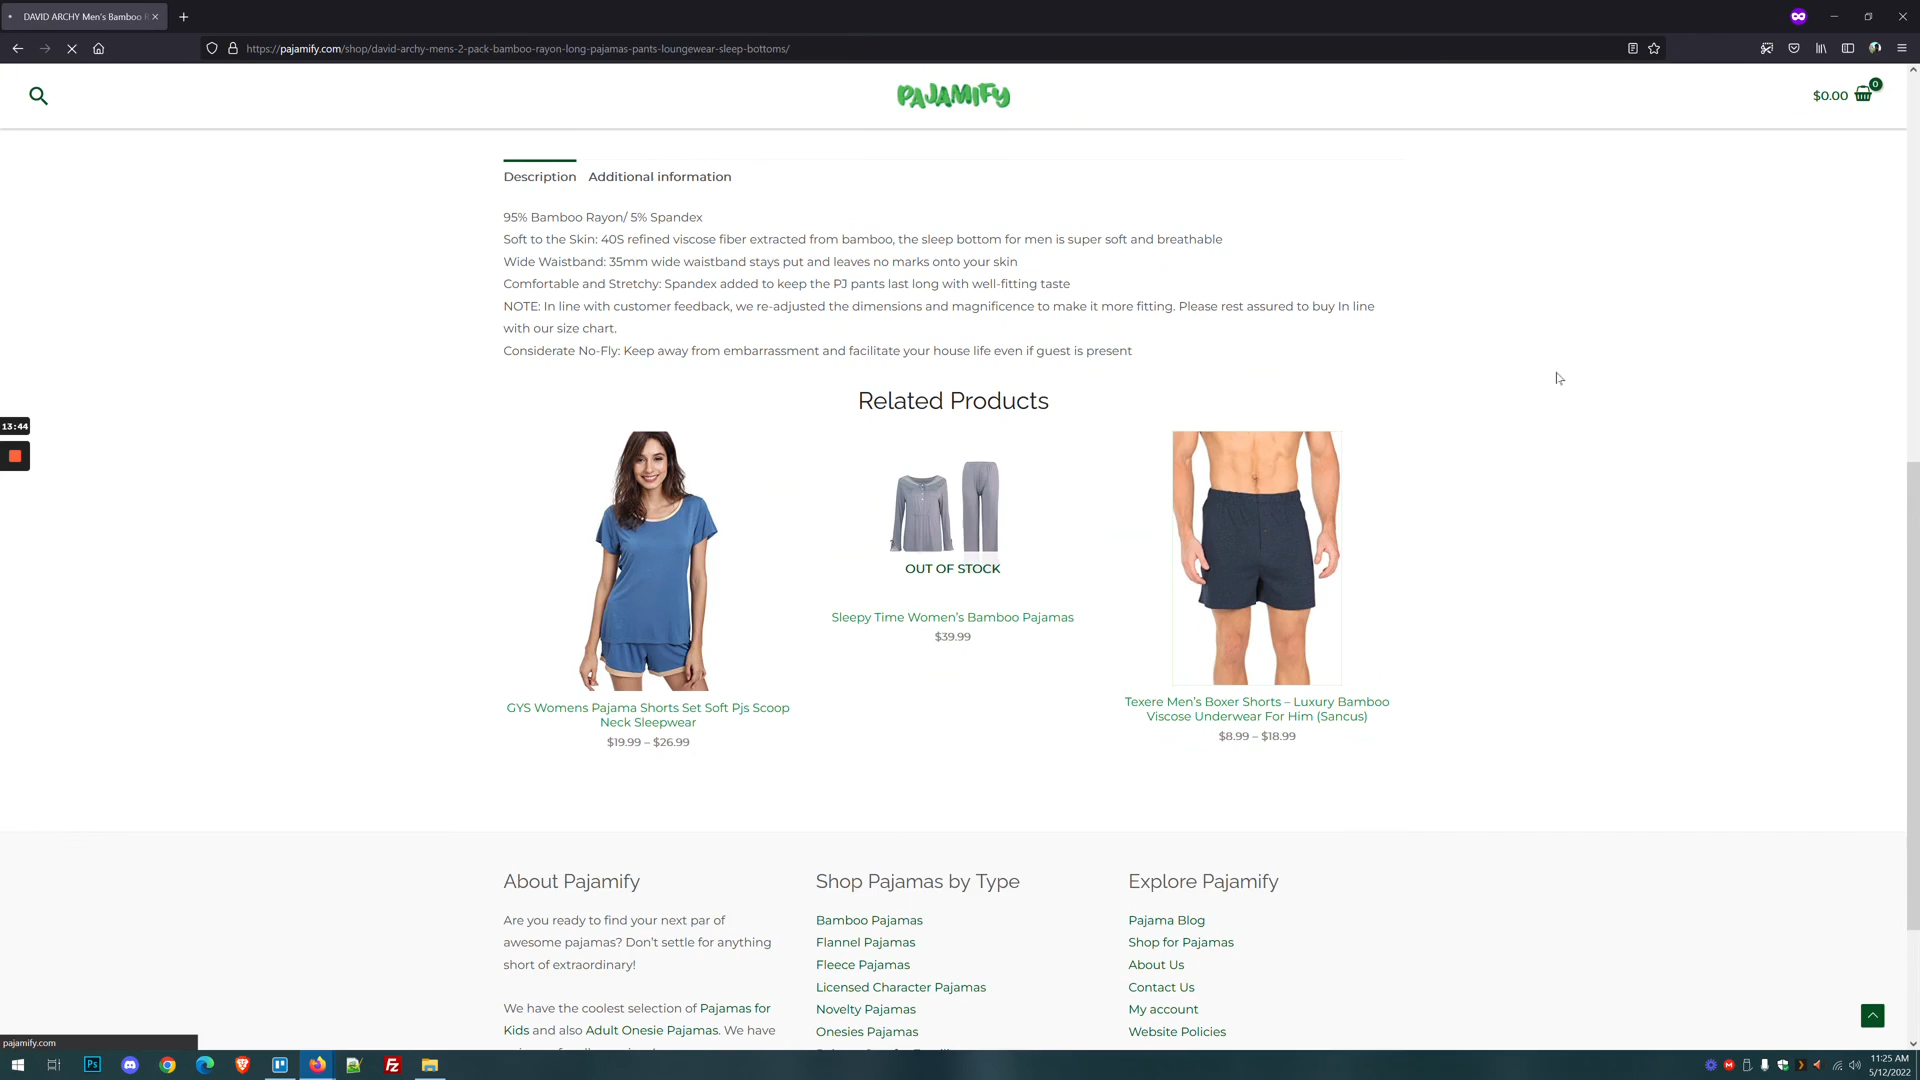 DAVID ARCHY Men's Bamboo R
https://pajamify.com/shop/david-archy-mens-2-pack-bamboo-rayon-long-pajamas-pants-loungewear-sleep-bottoms/
PAJAMIFY
$0.00
0
Description
Additional information
95% Bamboo Rayon/ 5% Spandex
Soft to the Skin: 40S refined viscose fiber extracted from bamboo, the sleep bottom for men is super soft and breathable
Wide Waistband: 35mm wide waistband stays put and leaves no marks onto your skin
Comfortable and Stretchy: Spandex added to keep the PJ pants last long with well-fitting taste
NOTE: In line with customer feedback, we re-adjusted the dimensions and magnificence to make it more fitting. Please rest assured to buy In line
with our size chart.
Considerate No-Fly: Keep away from embarrassment and facilitate your house life even if guest is present
13:44
Related Products
OUT OF STOCK
GYS Womens Pajama Shorts Set Soft Pjs Scoop
Neck Sleepwear
$19.99 – $26.99
Sleepy Time Women's Bamboo Pajamas
$39.99
Texere Men's Boxer Shorts – Luxury Bamboo
Viscose Underwear For Him (Sancus)
$8.99 – $18.99
About Pajamify
Are you ready to find your next par of
awesome pajamas? Don't settle for anything
short of extraordinary!
We have the coolest selection of Pajamas for
Kids and also Adult Onesie Pajamas. We have
Shop Pajamas by Type
Bamboo Pajamas
Flannel Pajamas
Fleece Pajamas
Licensed Character Pajamas
Novelty Pajamas
Onesies Pajamas
Explore Pajamify
Pajama Blog
Shop for Pajamas
About Us
Contact Us
My account
Website Policies
pajamify.com
Ps
Fz
11:25 AM
5/12/2022